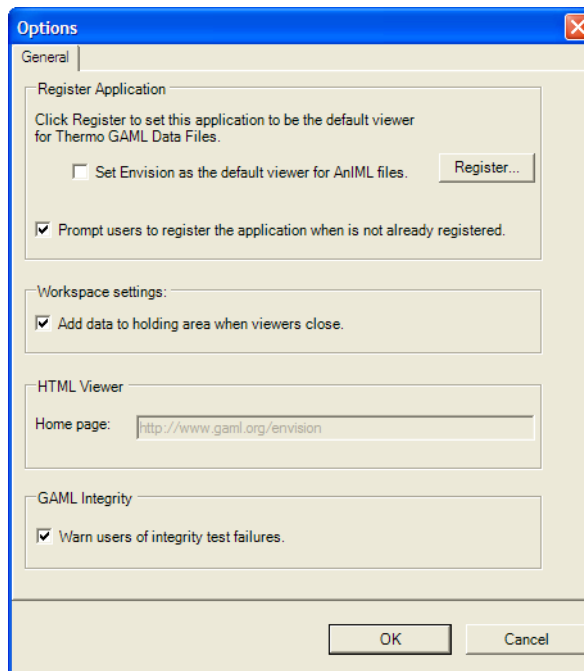 Options
General
Register Application
Click Register to set this application to be the default viewer
for Thermo GAML Data Files.
Set Envision as the default viewer for AnIML files.
Register...
Prompt users to register the application when is not already registered.
Workspace settings:
Add data to holding area when viewers close.
HTML Viewer
Home page:
http://www.gaml.org/envision
GAML Integrity
Warn users of integrity test failures.
OK
Cancel